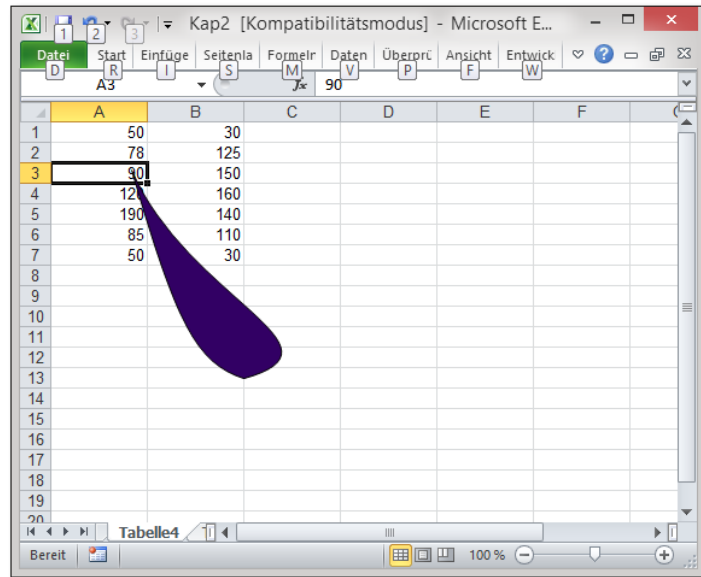 Kap2 [Kompatibilitätsmodus] - Microsoft E...
1 2 3
Datei Start Einfüge Seitenla Formelr Daten Überprü Ansicht Entwick
D R I S M V P F W
A3 fx 90
A B C D E F
1 50 30
2 78 125
3 90 150
4 120 160
5 190 140
6 85 110
7 50 30
8
9
10
11
12
13
14
15
16
17
18
19
20
Tabelle4
Bereit 100 %